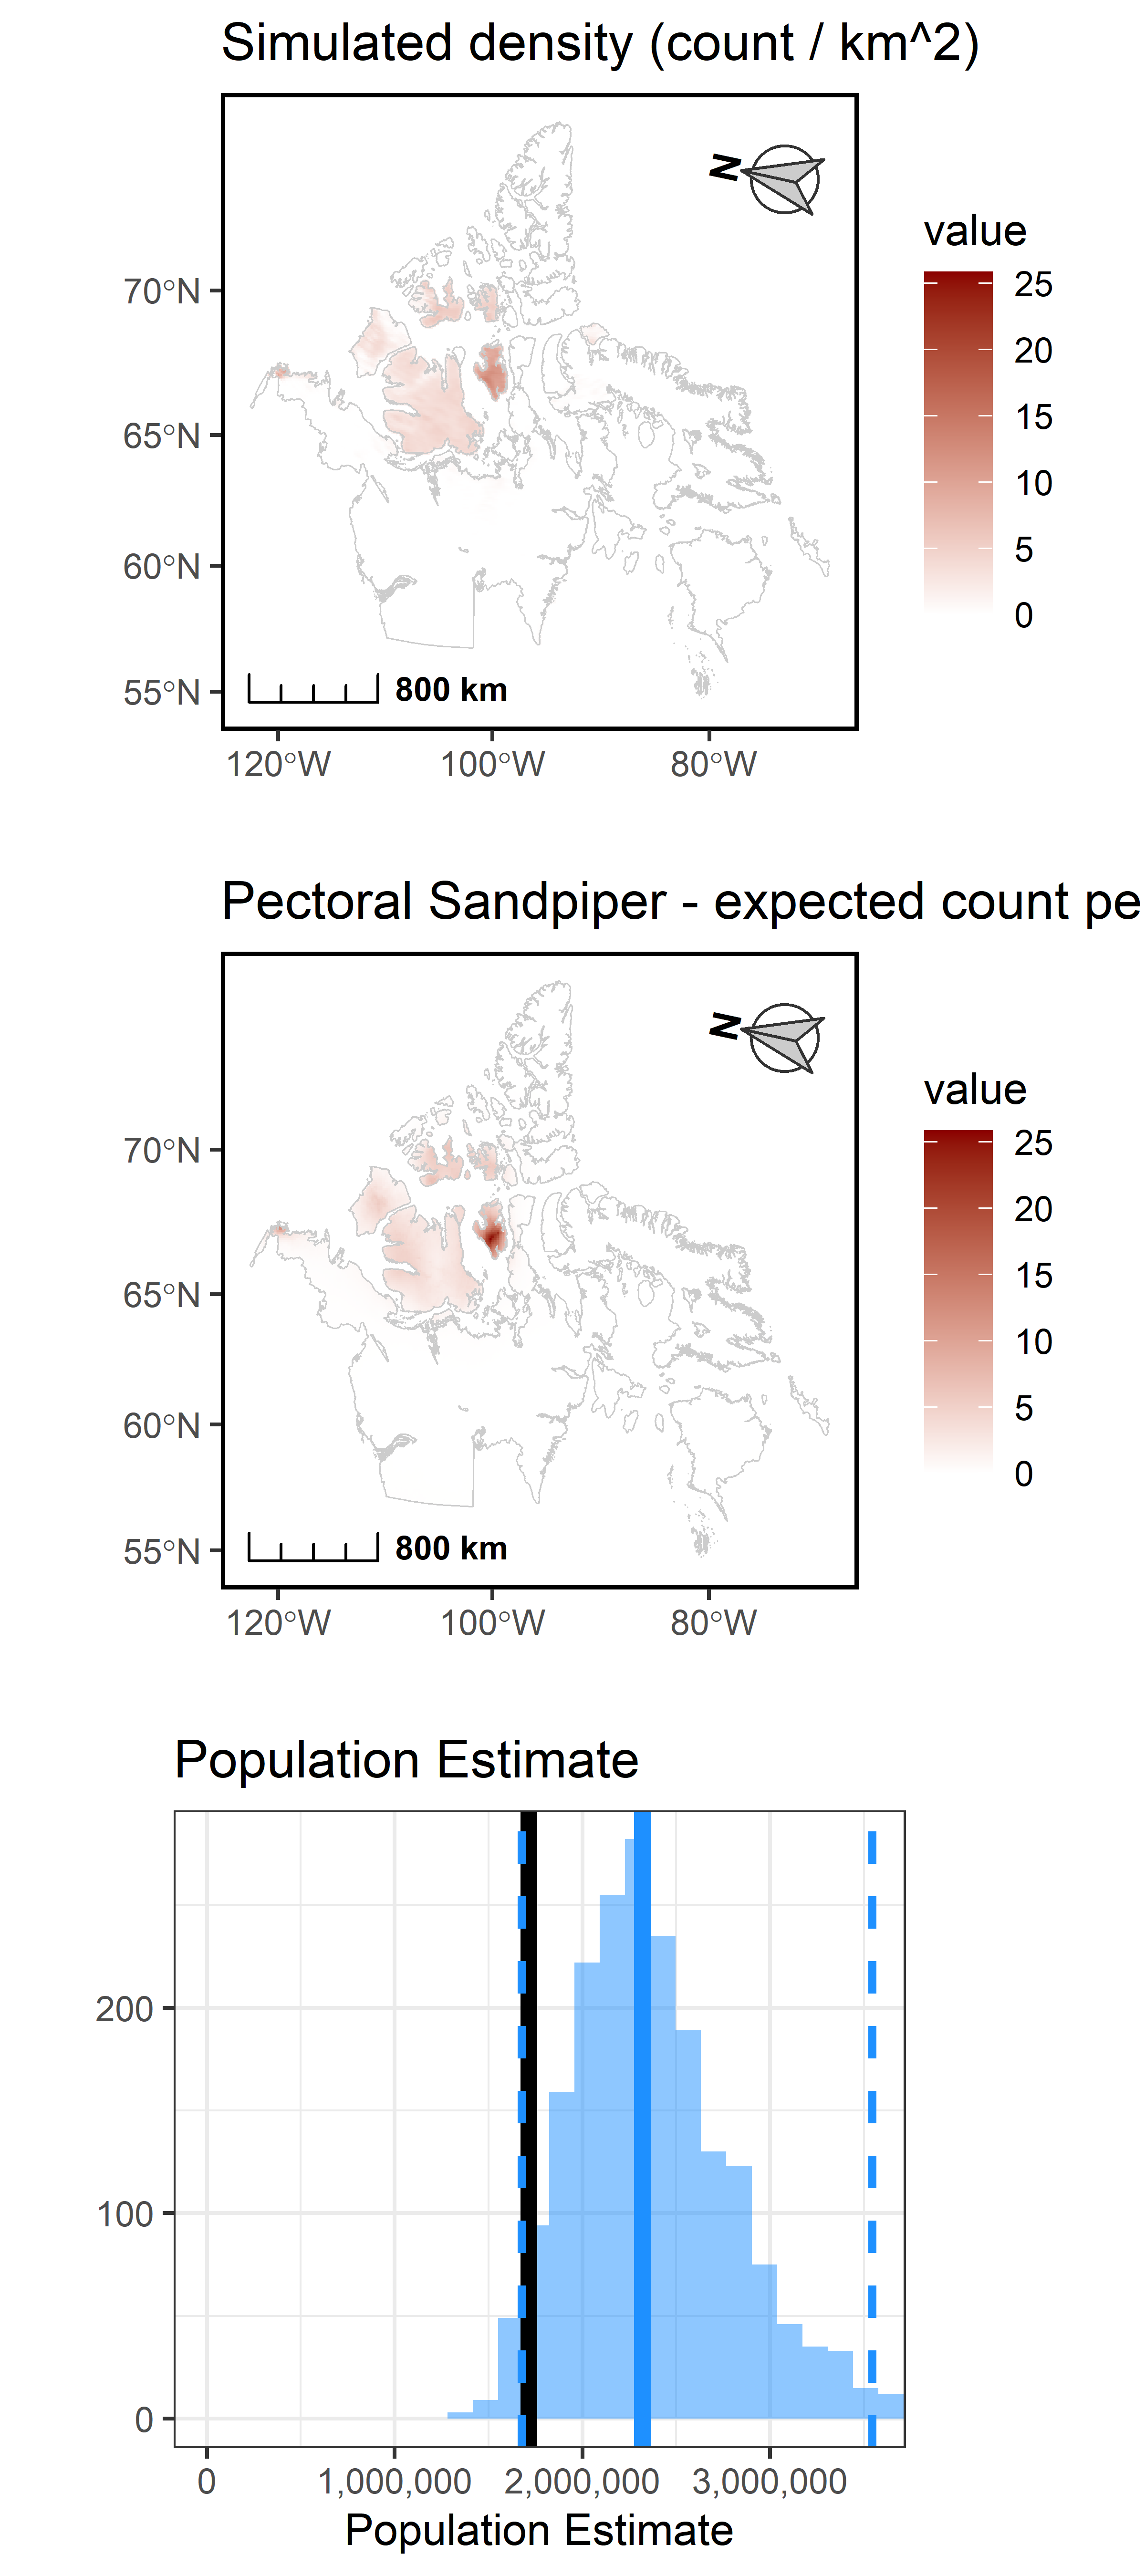 Simulated density (count / km^2)
N
value
25
20
15
10
5
0
70°N
65°N
60°N
55°N
800 km
120°W 100°W 80°W
Pectoral Sandpiper - expected count pe
N
value
25
20
15
10
5
0
70°N
65°N
60°N
55°N
800 km
120°W 100°W 80°W
Population Estimate
200
100
0
0 1,000,000 2,000,000 3,000,000
Population Estimate